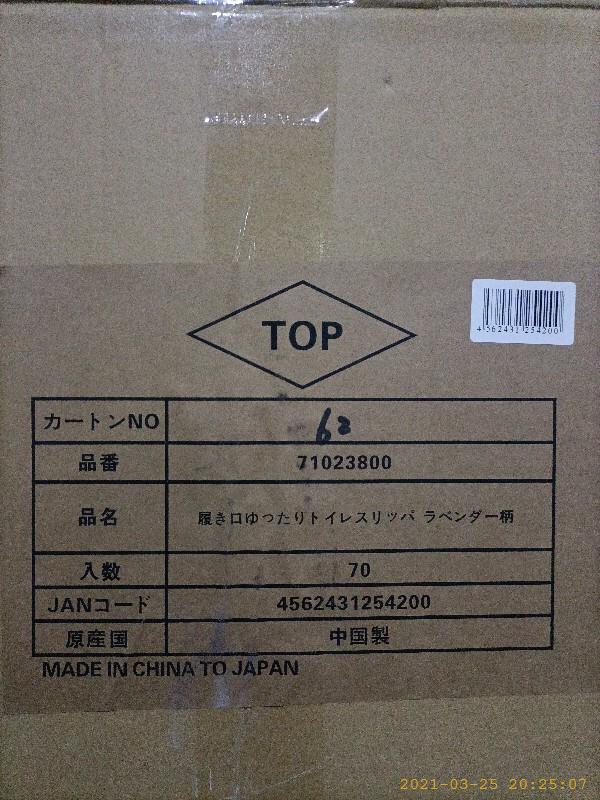 TOP
4562431254200
カートンNO 62
品番 71023800
品名 履き口ゆったりトイレスリッパ ラベンダー柄
入数 70
JANコード 4562431254200
原産国 中国製
MADE IN CHINA TO JAPAN
2021-03-25 20:25:07